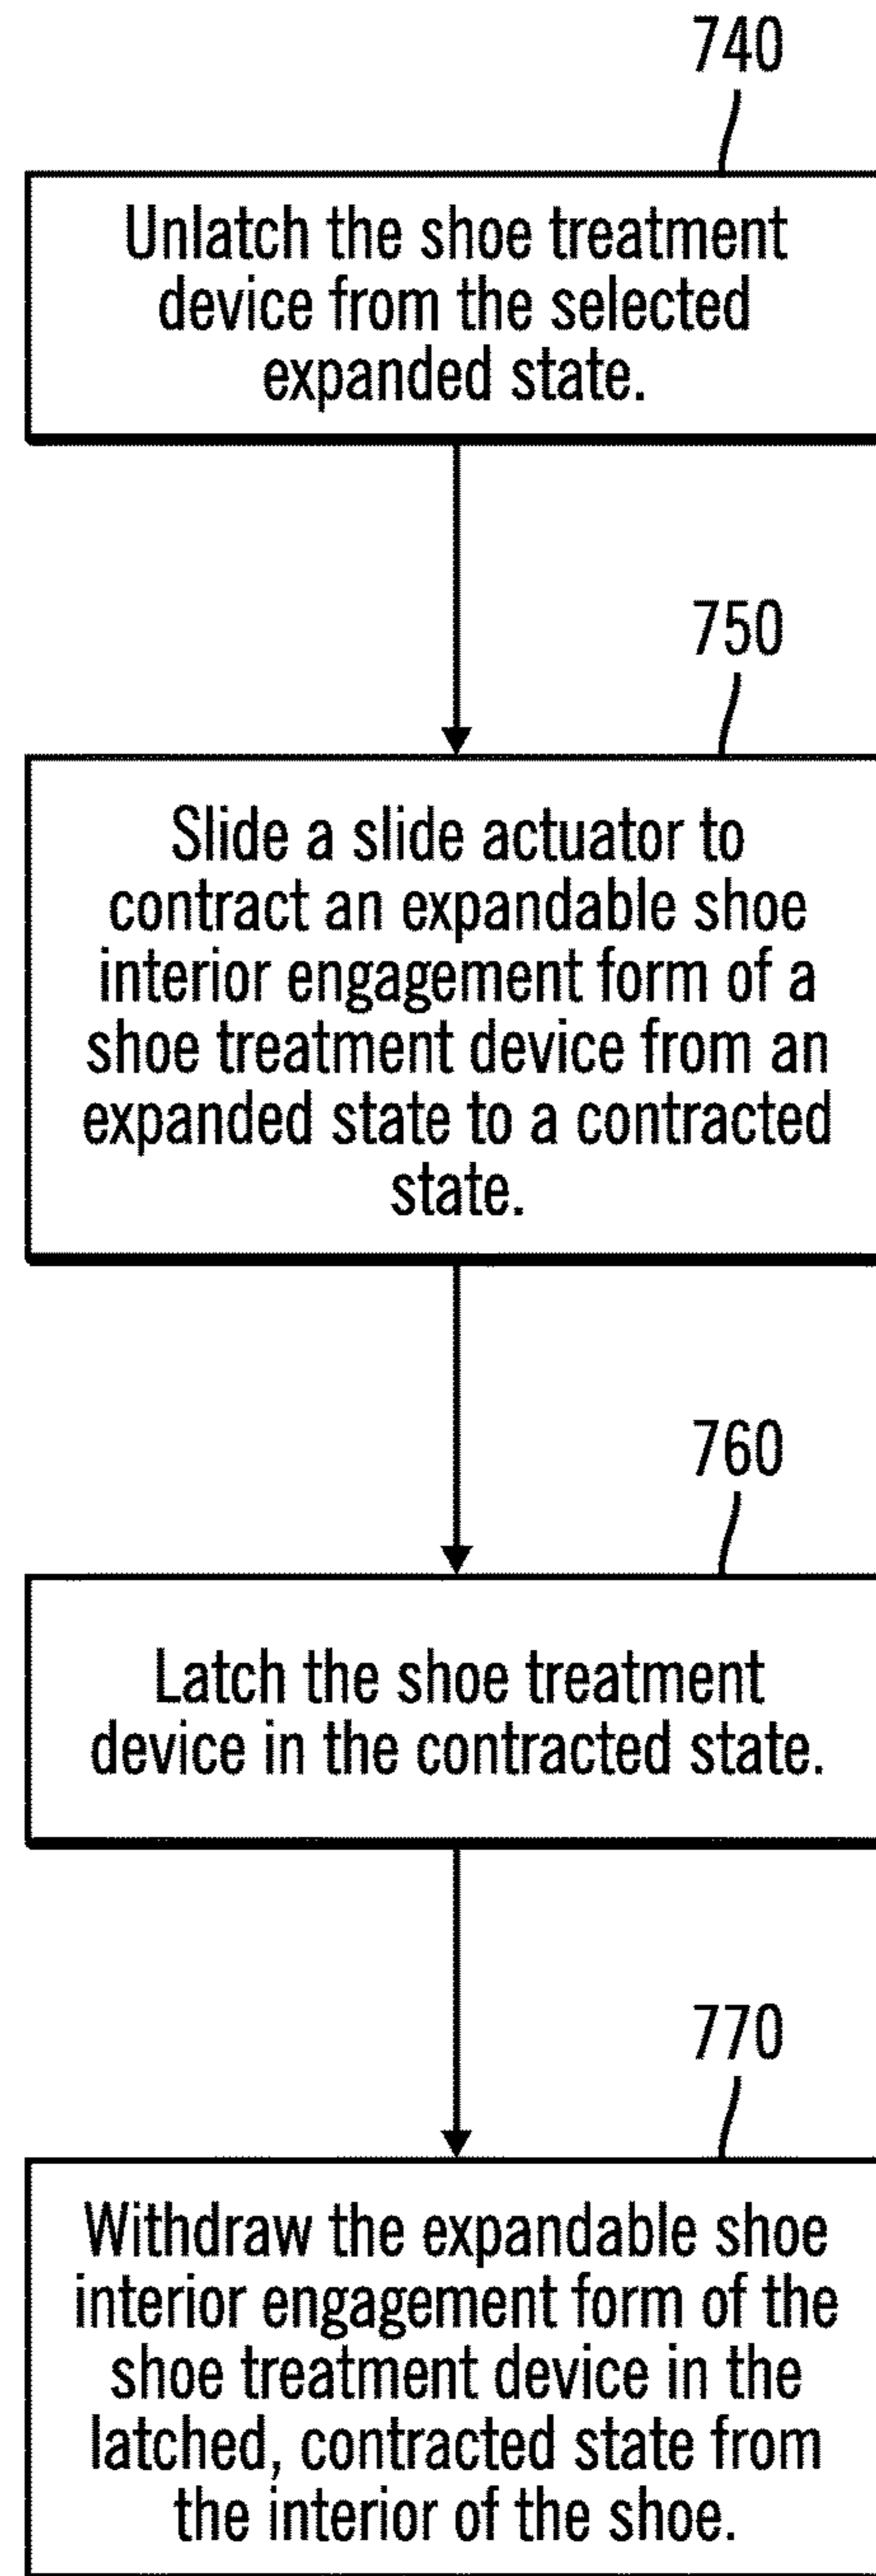 740
Unlatch the shoe treatment
device from the selected
expanded state.
750
Slide a slide actuator to
contract an expandable shoe
interior engagement form of a
shoe treatment device from an
expanded state to a contracted
state.
760
Latch the shoe treatment
device in the contracted state.
770
Withdraw the expandable shoe
interior engagement form of the
shoe treatment device in the
latched, contracted state from
the interior of the shoe.